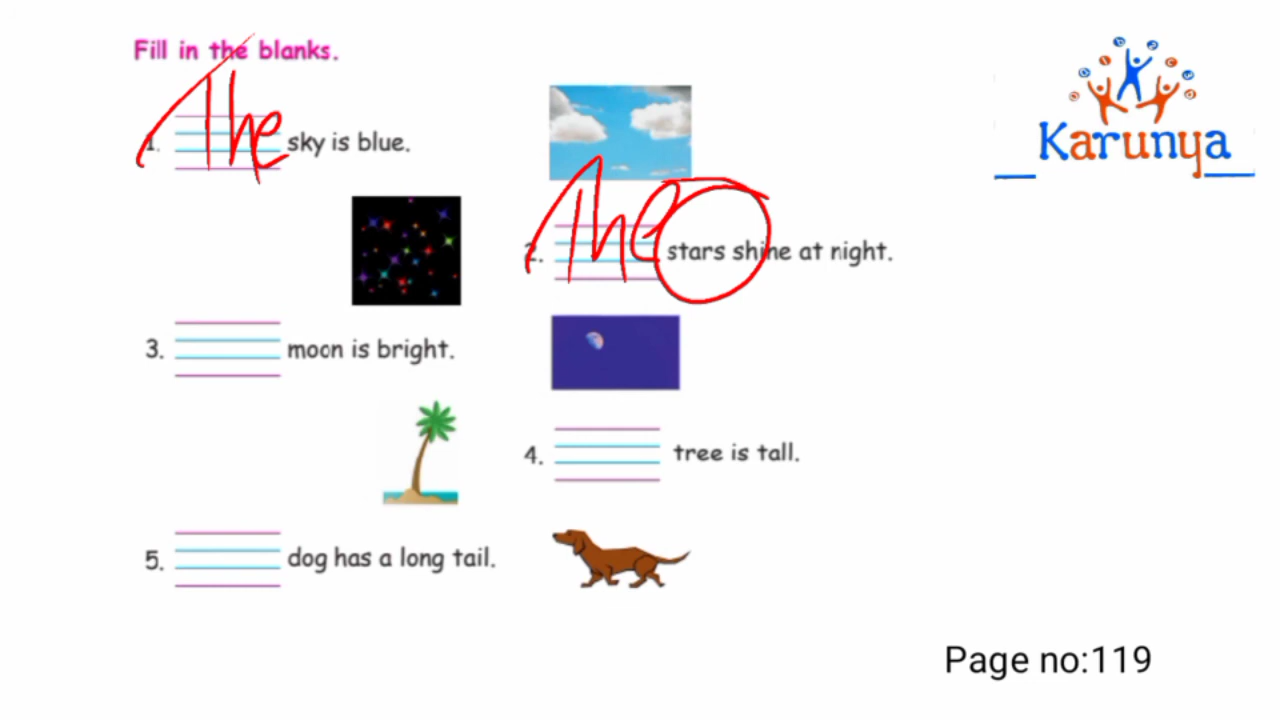 Fill in the blanks.
Karunya
1. The sky is blue.
2. The stars shine at night.
3. moon is bright.
4. tree is tall.
5. dog has a long tail.
Page no:119